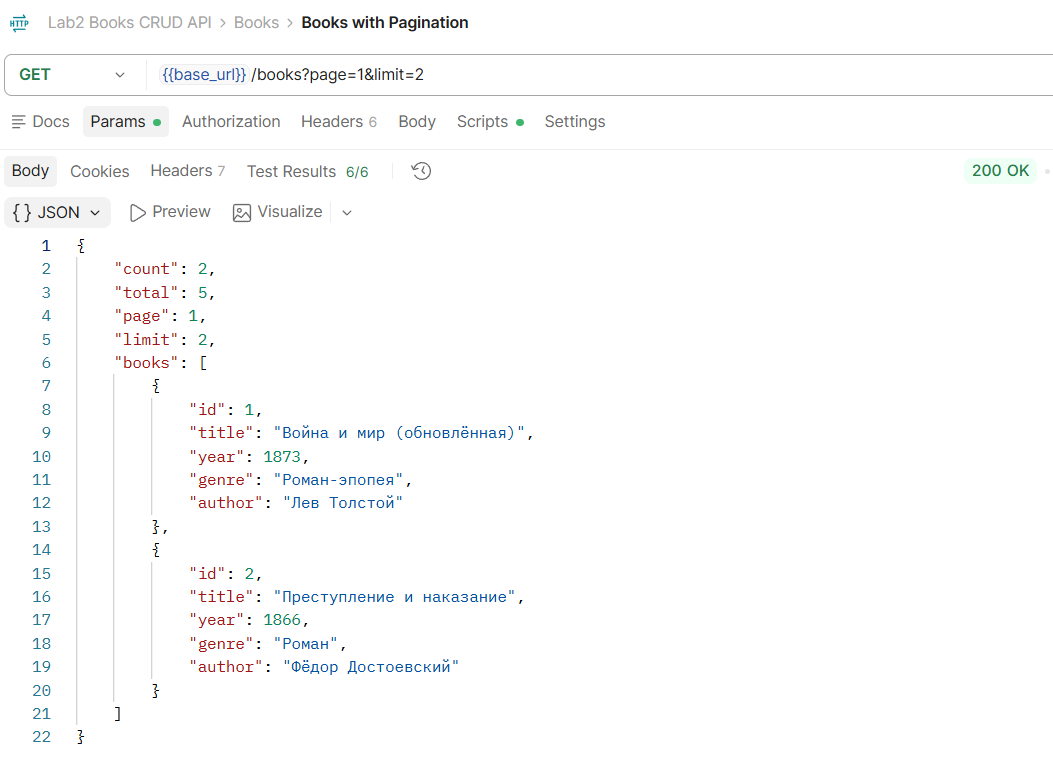 HTTP Lab2 Books CRUD API > Books > Books with Pagination
GET {{base_url}} /books?page=1&limit=2
Docs Params Authorization Headers 6 Body Scripts Settings
Body Cookies Headers 7 Test Results 6/6 200 OK
{ } JSON Preview Visualize
1 {
2 "count": 2,
3 "total": 5,
4 "page": 1,
5 "limit": 2,
6 "books": [
7 {
8 "id": 1,
9 "title": "Война и мир (обновлённая)",
10 "year": 1873,
11 "genre": "Роман-эпопея",
12 "author": "Лев Толстой"
13 },
14 {
15 "id": 2,
16 "title": "Преступление и наказание",
17 "year": 1866,
18 "genre": "Роман",
19 "author": "Фёдор Достоевский"
20 }
21 ]
22 }